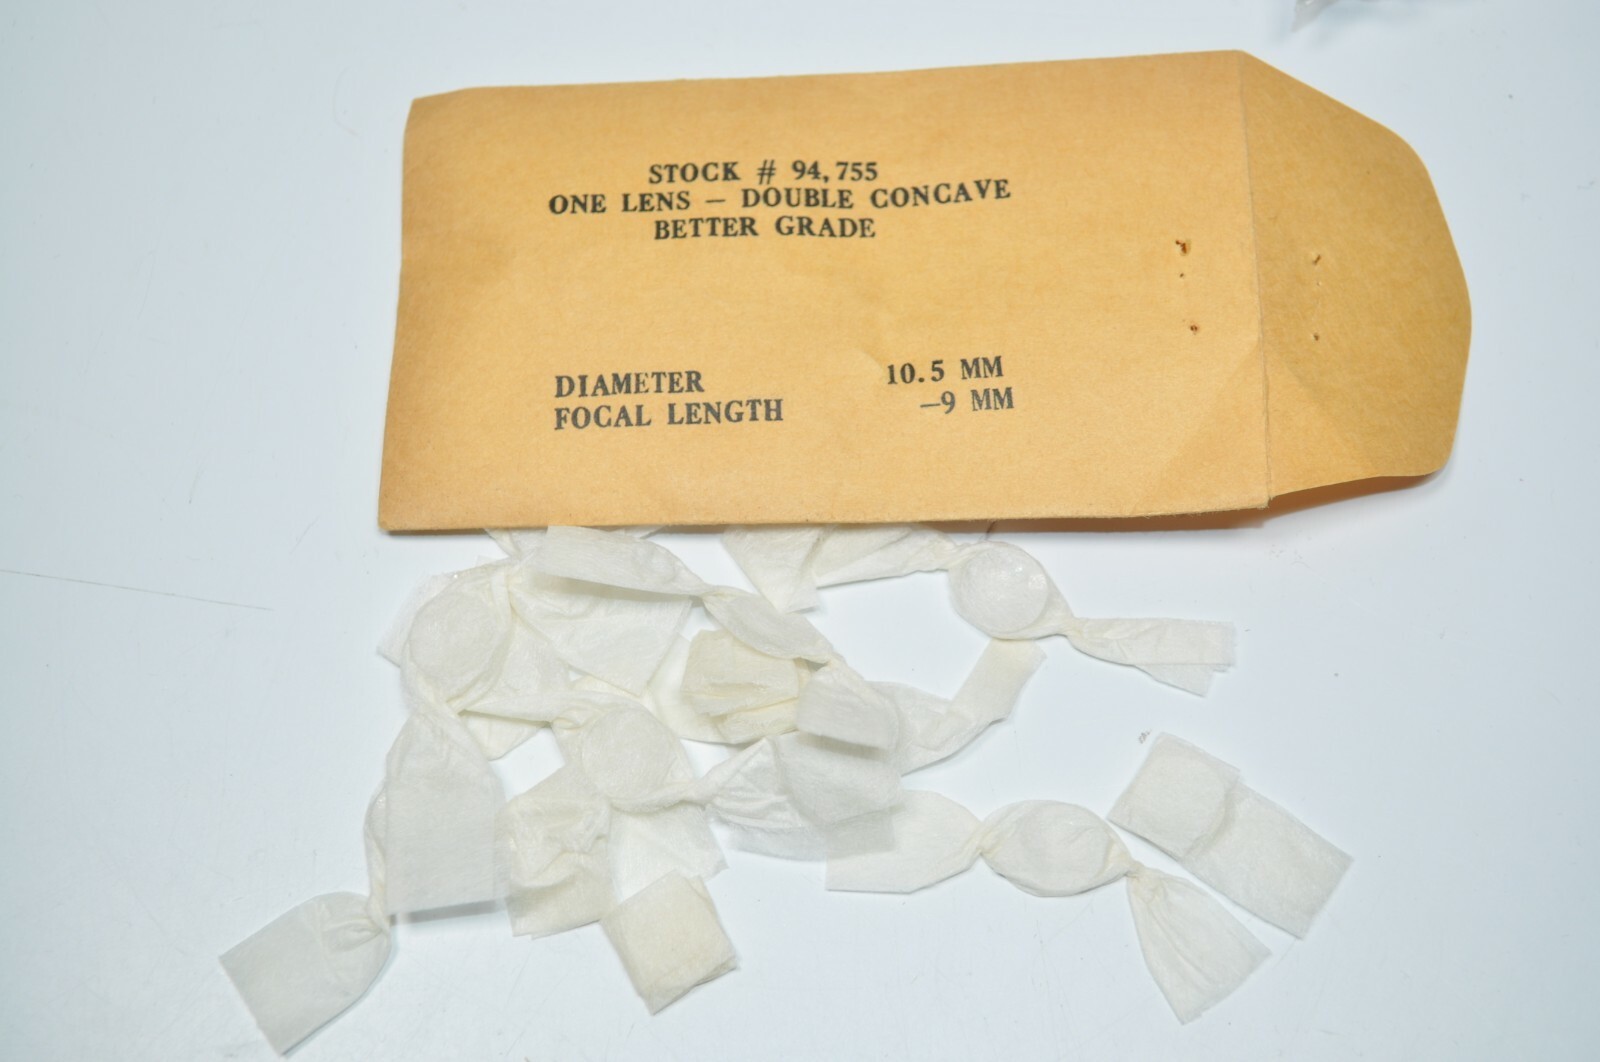 STOCK # 94,755
ONE LENS – DOUBLE CONCAVE
BETTER GRADE
DIAMETER 10.5 MM
FOCAL LENGTH –9 MM